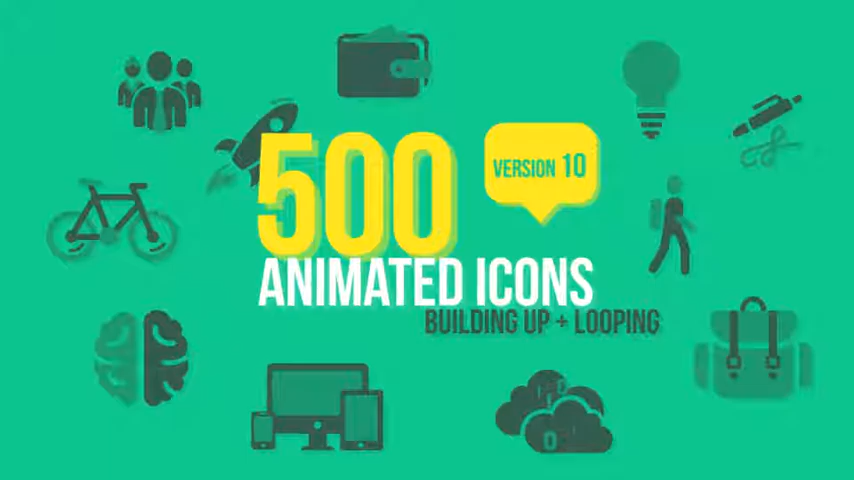 500
VERSION 10
ANIMATED ICONS
BUILDING UP + LOOPING